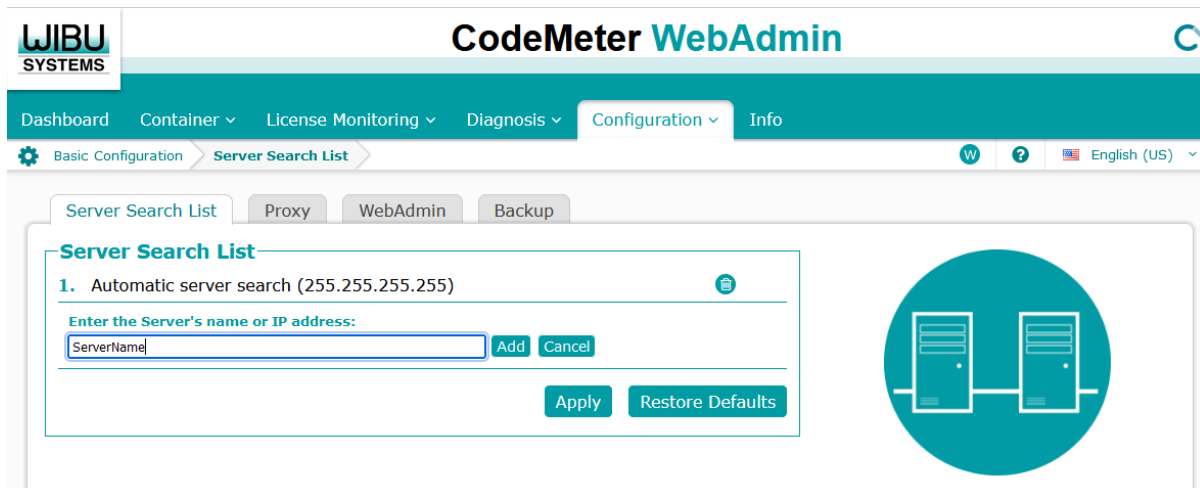 WIBU
SYSTEMS
CodeMeter WebAdmin
Dashboard Container License Monitoring Diagnosis Configuration Info
Basic Configuration Server Search List W ? English (US)
Server Search List Proxy WebAdmin Backup
Server Search List
1. Automatic server search (255.255.255.255)
Enter the Server's name or IP address:
ServerName Add Cancel
Apply Restore Defaults